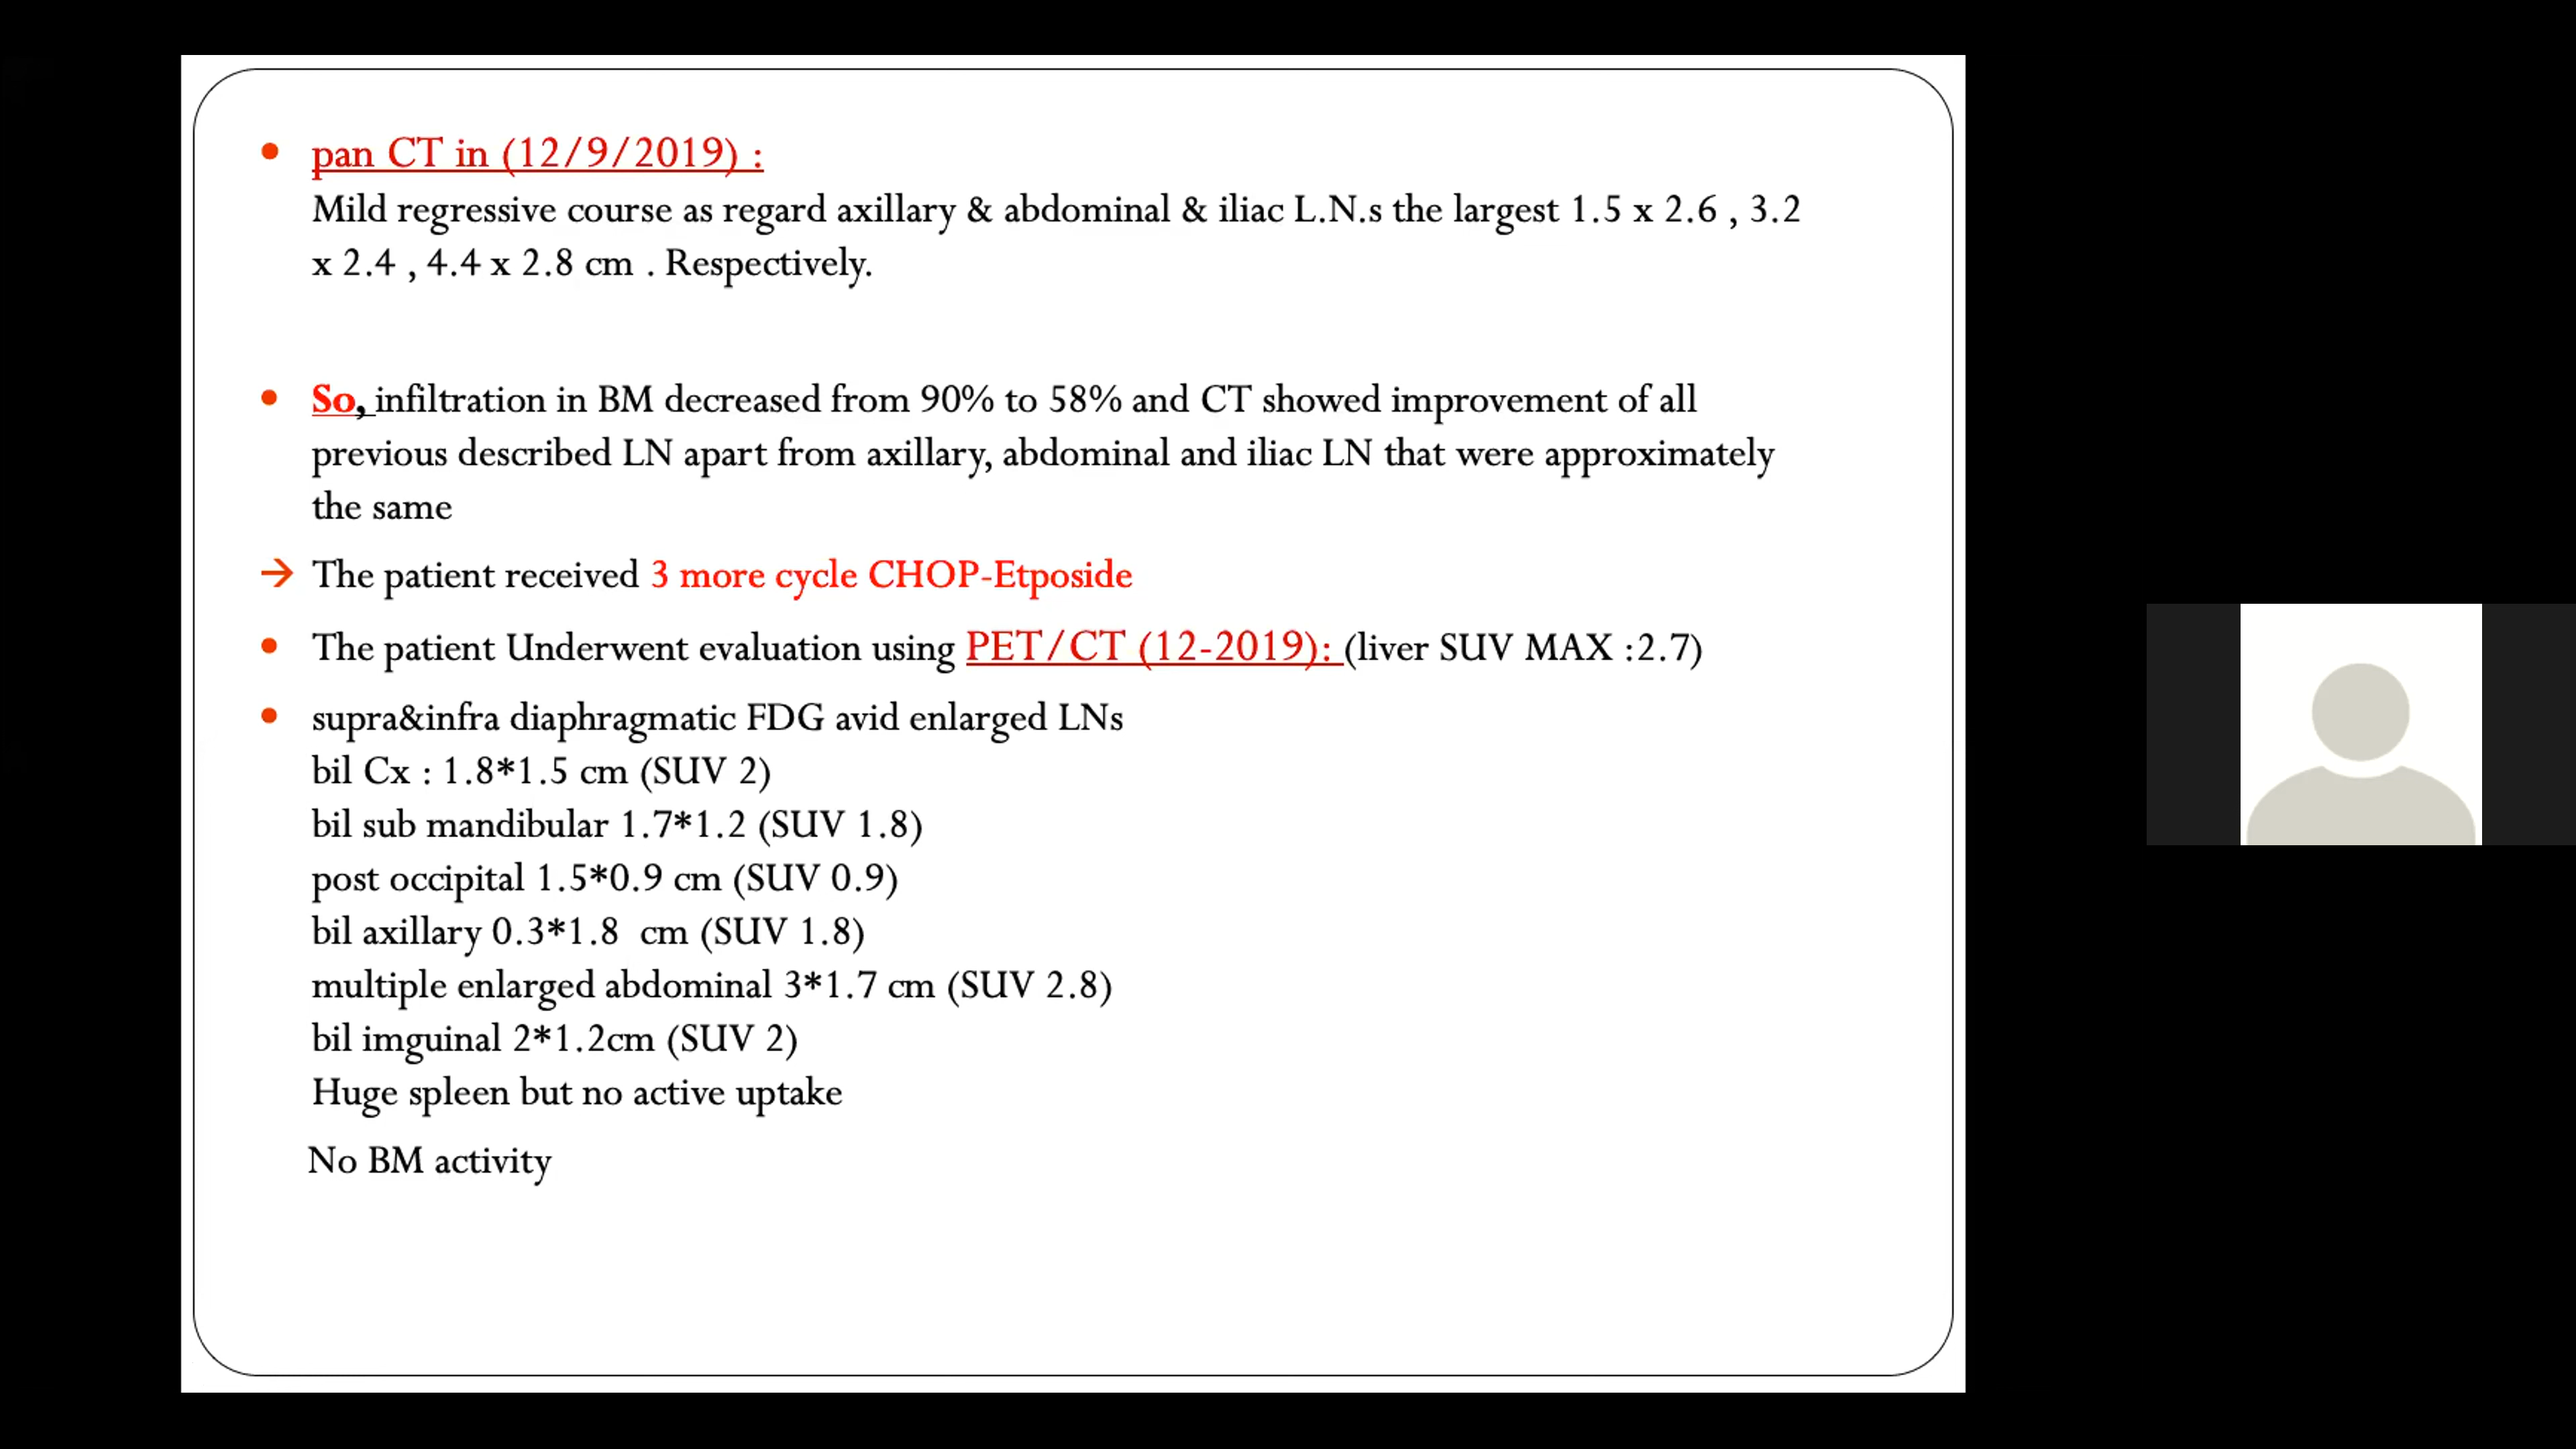 pan CT in (12/9/2019) :
Mild regressive course as regard axillary & abdominal & iliac L.N.s the largest 1.5 x 2.6 , 3.2
x 2.4 , 4.4 x 2.8 cm . Respectively.
So, infiltration in BM decreased from 90% to 58% and CT showed improvement of all
previous described LN apart from axillary, abdominal and iliac LN that were approximately
the same
→ The patient received 3 more cycle CHOP-Etposide
The patient Underwent evaluation using PET/CT (12-2019): (liver SUV MAX :2.7)
supra&infra diaphragmatic FDG avid enlarged LNs
bil Cx : 1.8*1.5 cm (SUV 2)
bil sub mandibular 1.7*1.2 (SUV 1.8)
post occipital 1.5*0.9 cm (SUV 0.9)
bil axillary 0.3*1.8 cm (SUV 1.8)
multiple enlarged abdominal 3*1.7 cm (SUV 2.8)
bil imguinal 2*1.2cm (SUV 2)
Huge spleen but no active uptake
No BM activity